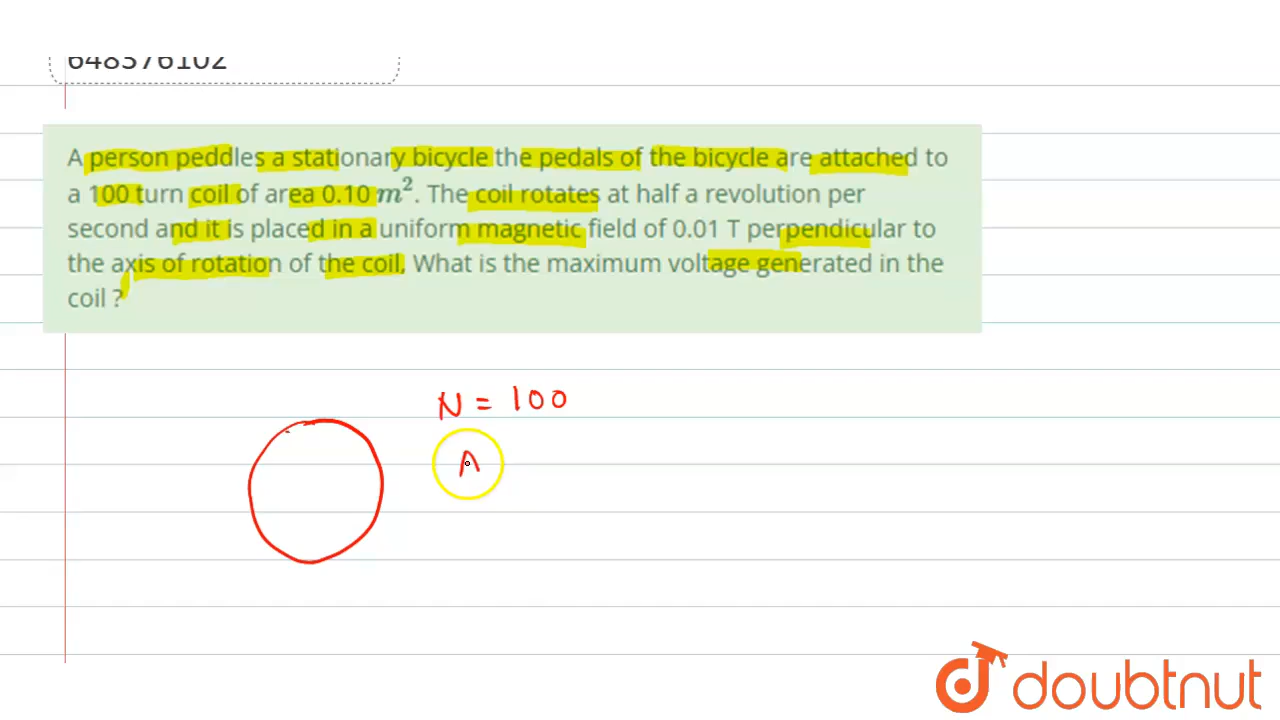 648376102
A person peddles a stationary bicycle the pedals of the bicycle are attached to
a 100 turn coil of area 0.10 m². The coil rotates at half a revolution per
second and it is placed in a uniform magnetic field of 0.01 T perpendicular to
the axis of rotation of the coil. What is the maximum voltage generated in the
coil ?
N = 100
A
doubtnut